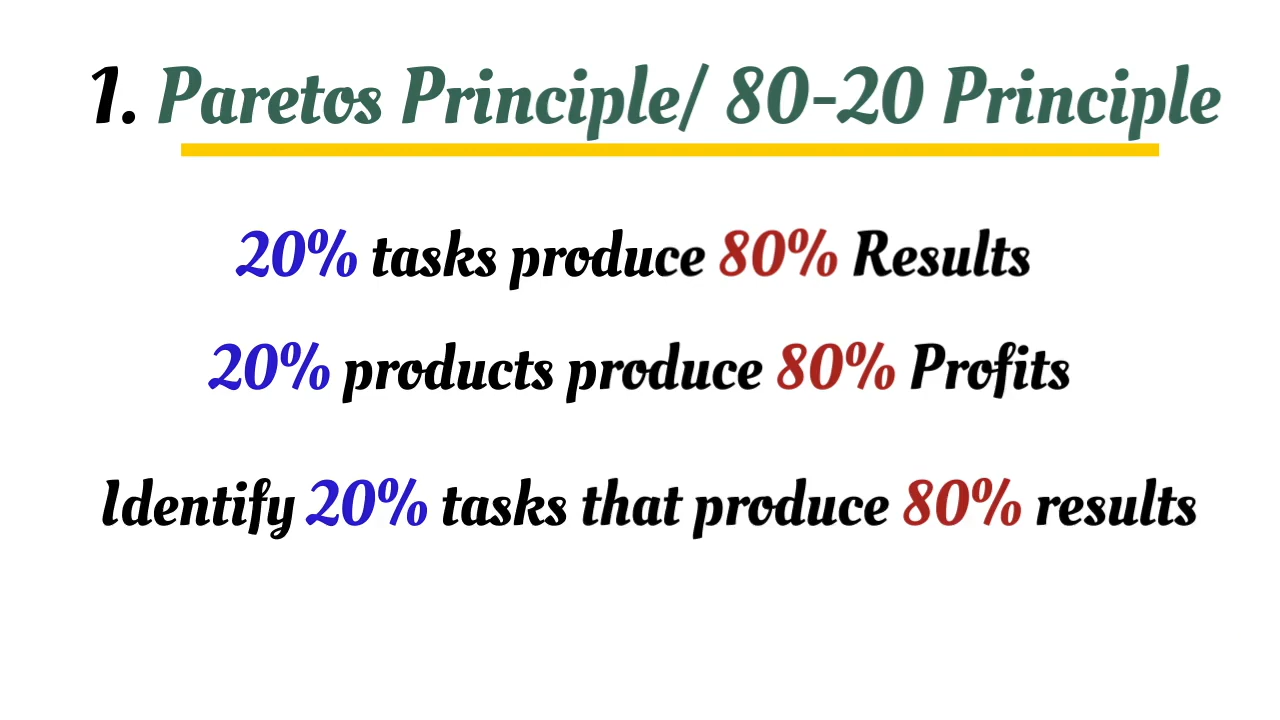 1. Paretos Principle/ 80-20 Principle
20% tasks produce 80% Results
20% products produce 80% Profits
Identify 20% tasks that produce 80% results